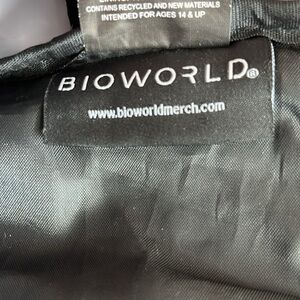 CONTAINS RECYCLED AND NEW MATERIALS
INTENDED FOR AGES 14 & UP
BIOWORLD®
www.bioworldmerch.com